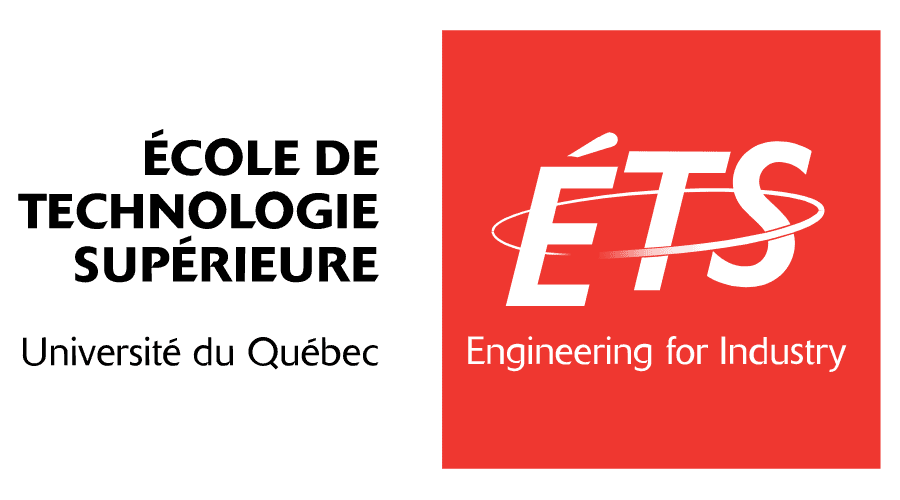 ÉCOLE DE
TECHNOLOGIE
SUPÉRIEURE
Université du Québec
ÉTS
Engineering for Industry